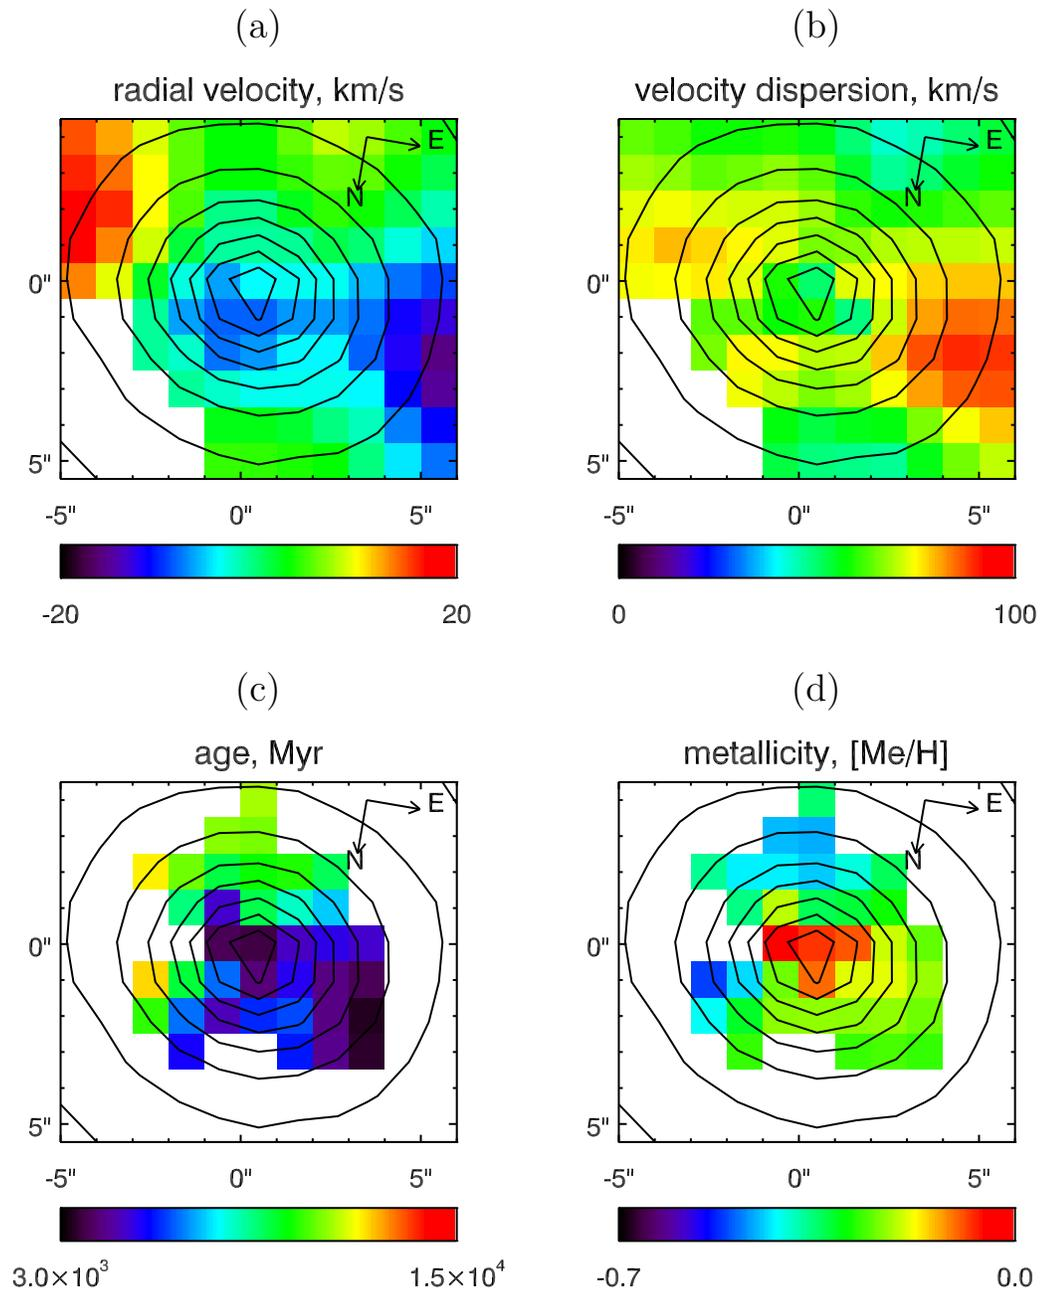 (a)
radial velocity, km/s
E
N
0"
5"
-5" 0" 5"
-20 20
(b)
velocity dispersion, km/s
E
N
0"
5"
-5" 0" 5"
0 100
(c)
age, Myr
E
N
0"
5"
-5" 0" 5"
3.0×10³ 1.5×10⁴
(d)
metallicity, [Me/H]
E
N
0"
5"
-5" 0" 5"
-0.7 0.0